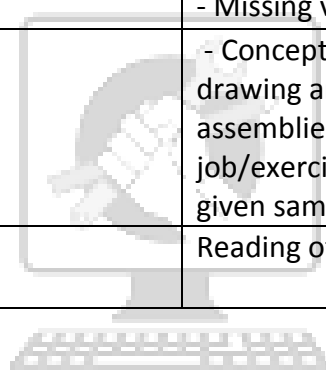 - Missing
- Concept
drawing a
assemblie
job/exerci
given sam
Reading o